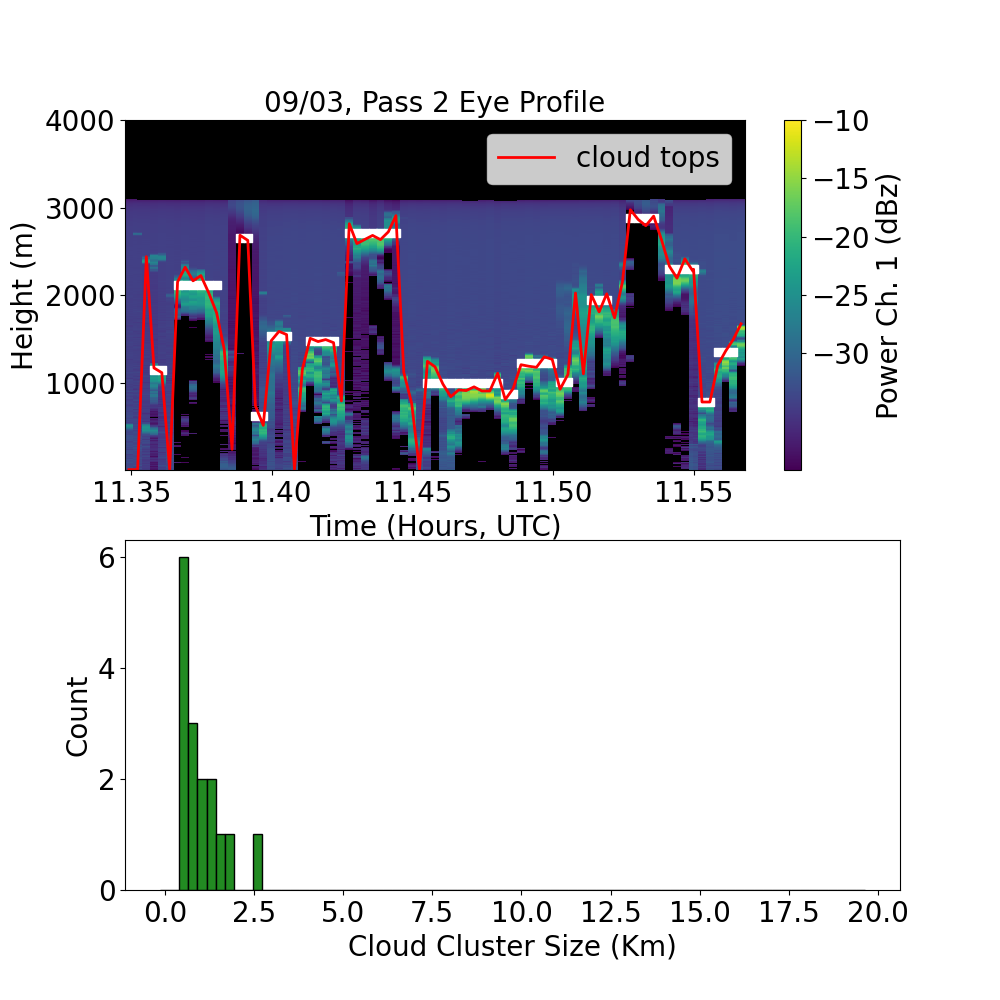 09/03, Pass 2 Eye Profile
4000
3000
2000
1000
Height (m)
cloud tops
−10
−15
−20
−25
−30
Power Ch. 1 (dBz)
11.35 11.40 11.45 11.50 11.55
Time (Hours, UTC)
6
4
2
0
Count
0.0 2.5 5.0 7.5 10.0 12.5 15.0 17.5 20.0
Cloud Cluster Size (Km)